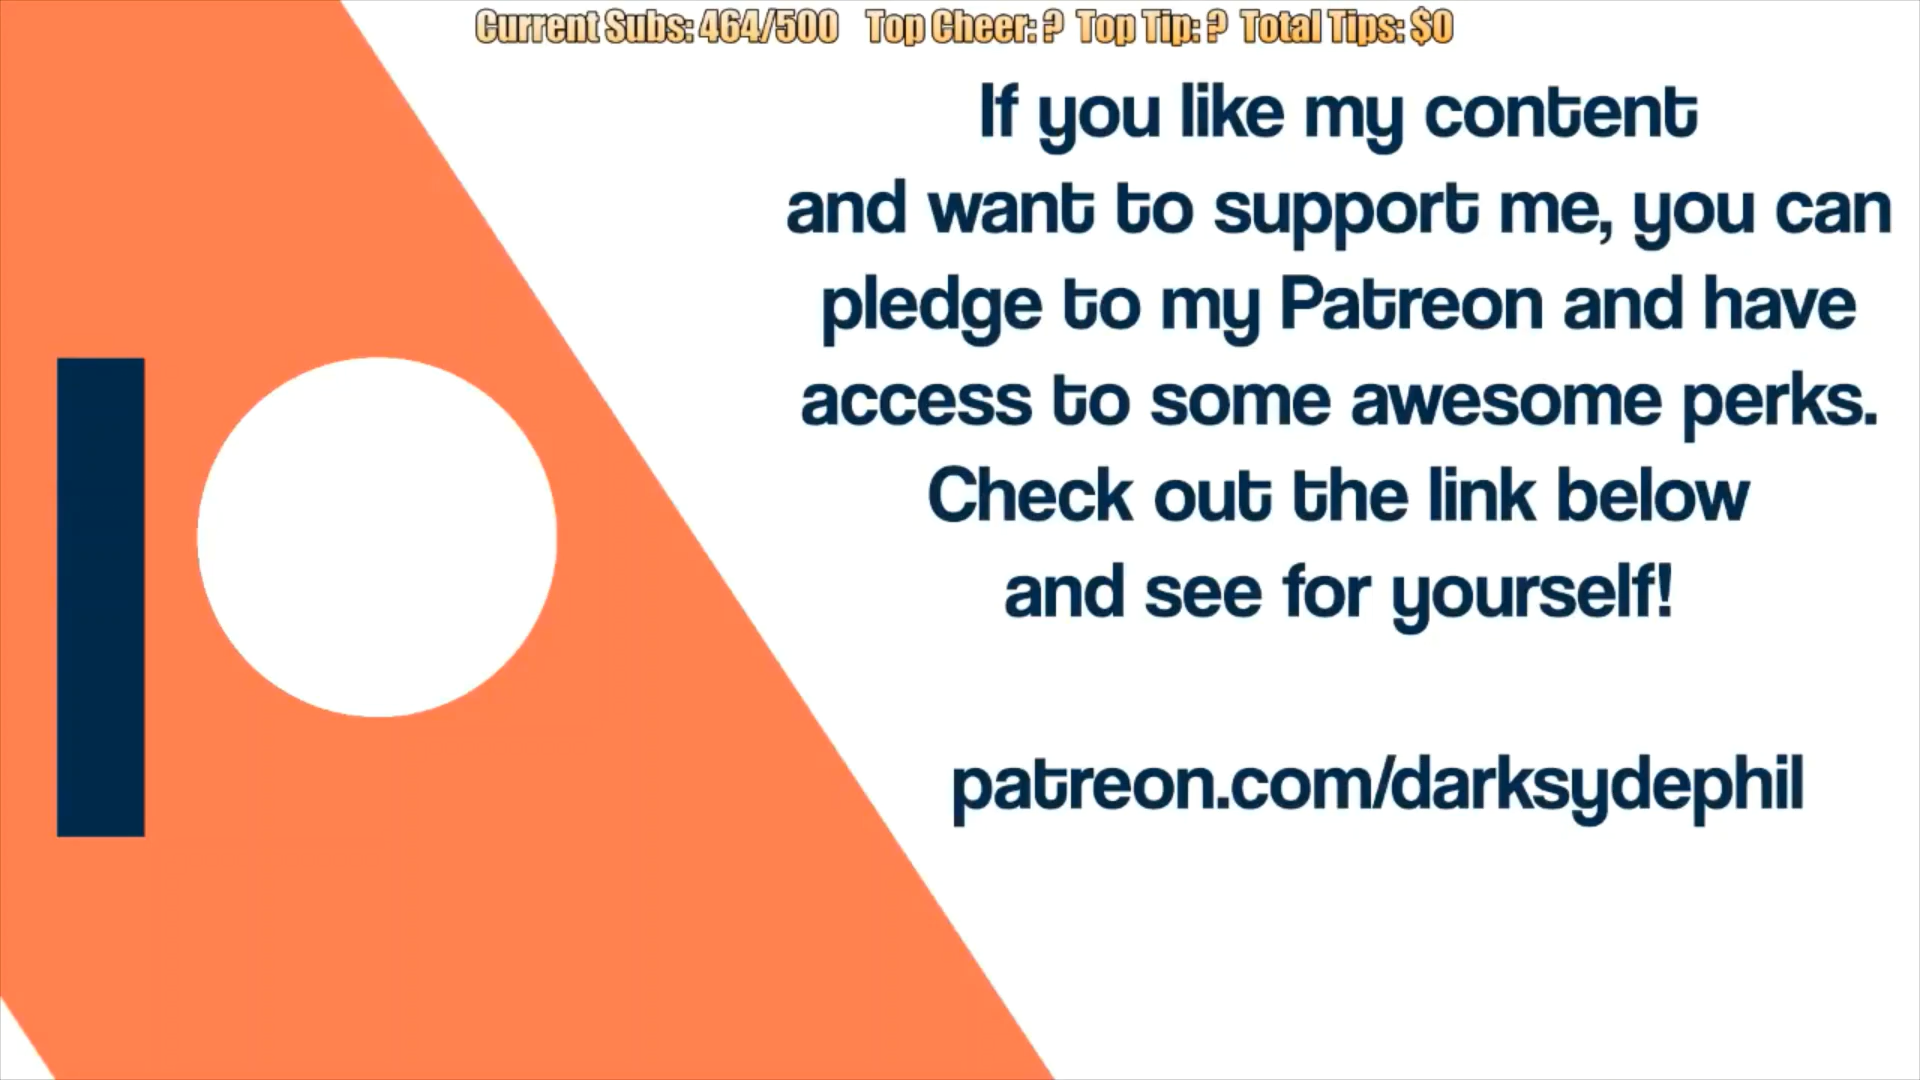 Current Subs: 464/500 Top Cheer: ? Top Tip: ? Total Tips: $0
If you like my content
and want to support me, you can
pledge to my Patreon and have
access to some awesome perks.
Check out the link below
and see for yourself!
patreon.com/darksydephil